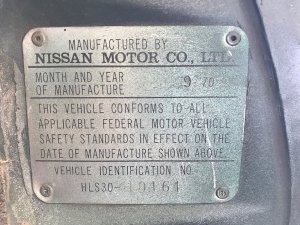 MANUFACTURED BY
NISSAN MOTOR CO., LTD.
MONTH AND YEAR
OF MANUFACTURE 9 70
THIS VEHICLE CONFORMS TO ALL
APPLICABLE FEDERAL MOTOR VEHICLE
SAFETY STANDARDS IN EFFECT ON THE
DATE OF MANUFACTURE SHOWN ABOVE.
VEHICLE IDENTIFICATION NO.
HLS30-